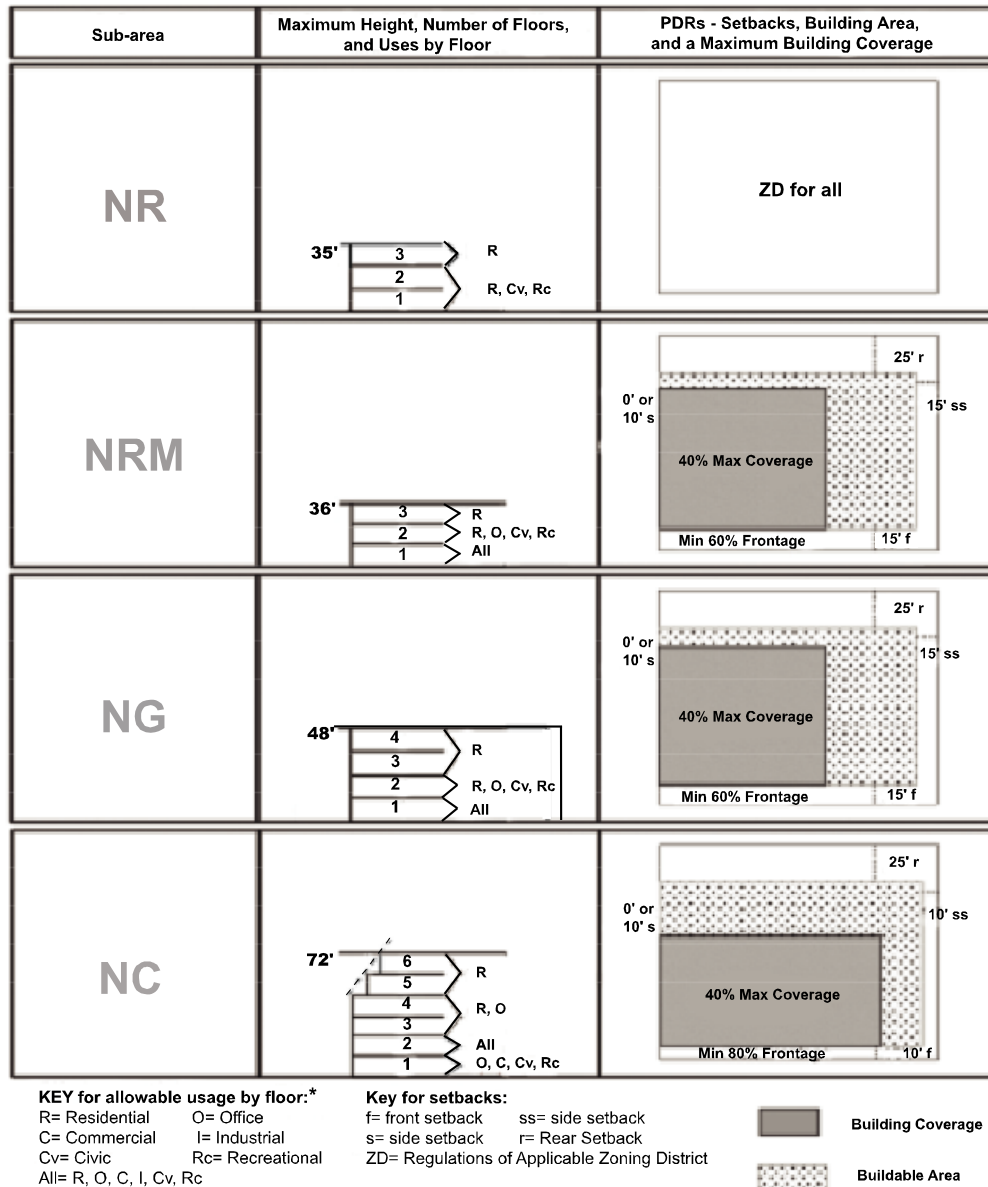 Sub-area
Maximum Height, Number of Floors,
and Uses by Floor
PDRs - Setbacks, Building Area,
and a Maximum Building Coverage
NR
35'
3
2
1
R
R, Cv, Rc
ZD for all
NRM
36'
3
2
1
R
R, O, Cv, Rc
All
25' r
0' or
10' s
15' ss
40% Max Coverage
Min 60% Frontage
15' f
NG
48'
4
3
2
1
R
R, O, Cv, Rc
All
25' r
0' or
10' s
15' ss
40% Max Coverage
Min 60% Frontage
15' f
NC
72'
6
5
4
3
2
1
R
R, O
All
O, C, Cv, Rc
25' r
0' or
10' s
10' ss
40% Max Coverage
Min 80% Frontage
10' f
KEY for allowable usage by floor:*
R= Residential O= Office
C= Commercial I= Industrial
Cv= Civic Rc= Recreational
All= R, O, C, I, Cv, Rc
Key for setbacks:
f= front setback ss= side setback
s= side setback r= Rear Setback
ZD= Regulations of Applicable Zoning District
Building Coverage
Buildable Area